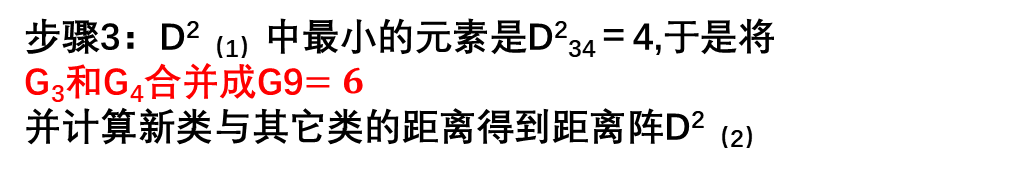 步骤3：D²₍₁₎ 中最小的元素是D²₃₄ = 4,于是将
G₃和G₄合并成G9= 6
并计算新类与其它类的距离得到距离阵D²₍₂₎